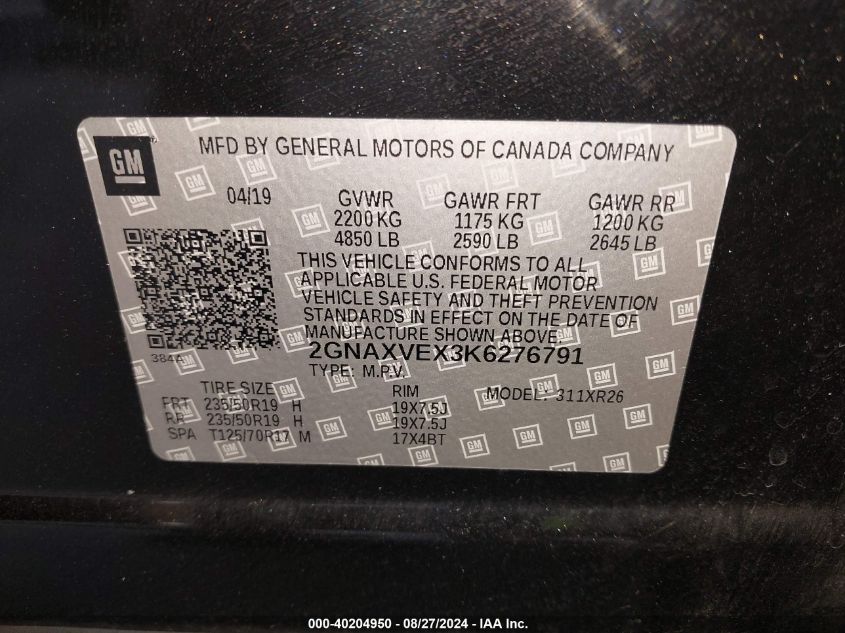 GM
MFD BY GENERAL MOTORS OF CANADA COMPANY
04/19 GVWR GAWR FRT GAWR RR
2200 KG 1175 KG 1200 KG
4850 LB 2590 LB 2645 LB
THIS VEHICLE CONFORMS TO ALL
APPLICABLE U.S. FEDERAL MOTOR
VEHICLE SAFETY AND THEFT PREVENTION
STANDARDS IN EFFECT ON THE DATE OF
MANUFACTURE SHOWN ABOVE.
384A 2GNAXVEX3K6276791
TYPE: M.P.V.
TIRE SIZE RIM MODEL: 311XR26
FRT 235/50R19 H 19X7.5J
RR 235/50R19 H 19X7.5J
SPA T125/70R17 M 17X4BT
000-40204950 - 08/27/2024 - IAA Inc.